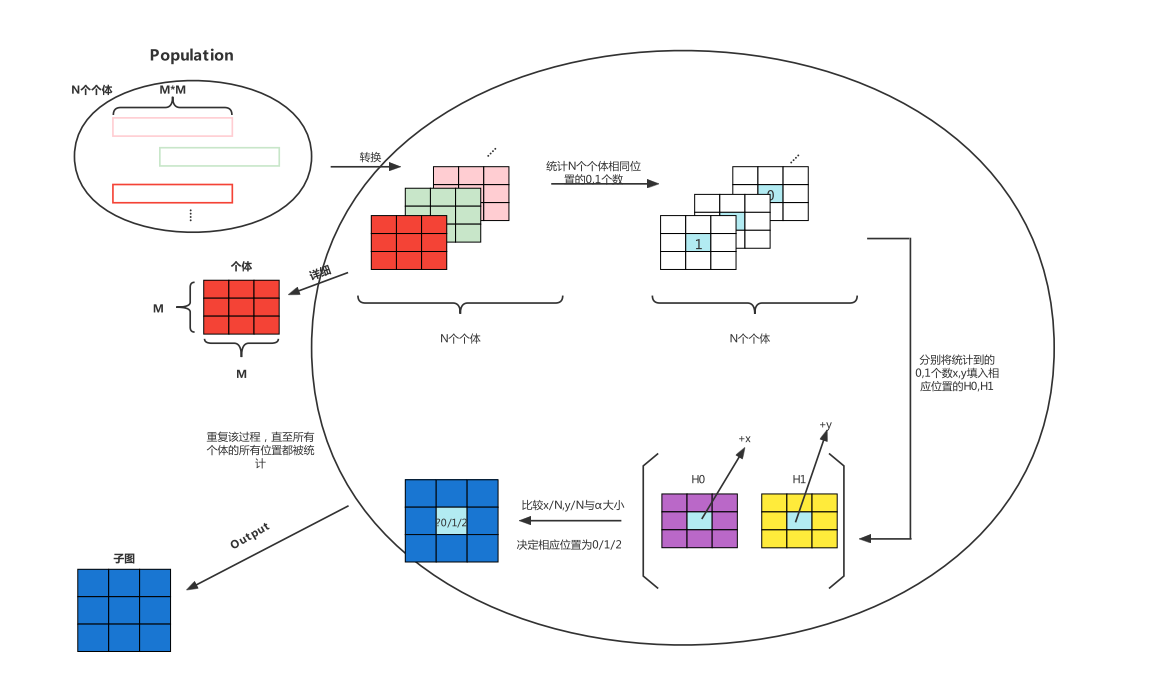 Population
N个个体
M*M
转换
统计N个个体相同位
置的0,1个数
0
1
详细
个体
M
M
N个个体
N个个体
分别将统计到的
0,1个数x,y填入相
应位置的H0,H1
重复该过程，直至所有
个体的所有位置都被统
计
+x
+y
H0
H1
比较x/N,y/N与α大小
决定相应位置为0/1/2
?0/1/2
Output
子图